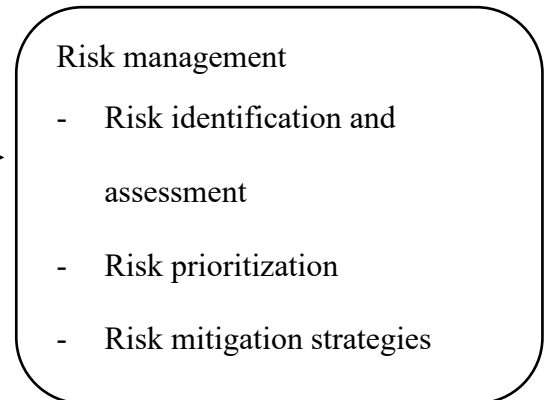 Risk management
- Risk identification and
assessment
- Risk prioritization
- Risk mitigation strategies